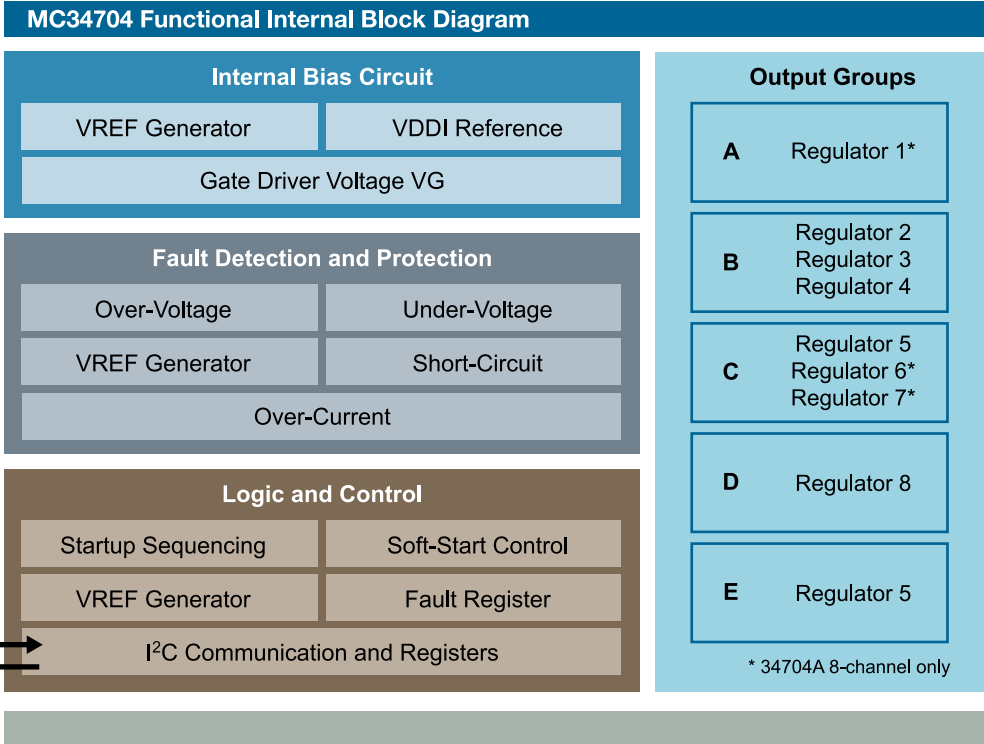 MC34704 Functional Internal Block Diagram
Internal Bias Circuit
VREF Generator
VDDI Reference
Gate Driver Voltage VG
Fault Detection and Protection
Over-Voltage
Under-Voltage
VREF Generator
Short-Circuit
Over-Current
Logic and Control
Startup Sequencing
Soft-Start Control
VREF Generator
Fault Register
I²C Communication and Registers
Output Groups
A
Regulator 1*
B
Regulator 2
Regulator 3
Regulator 4
C
Regulator 5
Regulator 6*
Regulator 7*
D
Regulator 8
E
Regulator 5
* 34704A 8-channel only